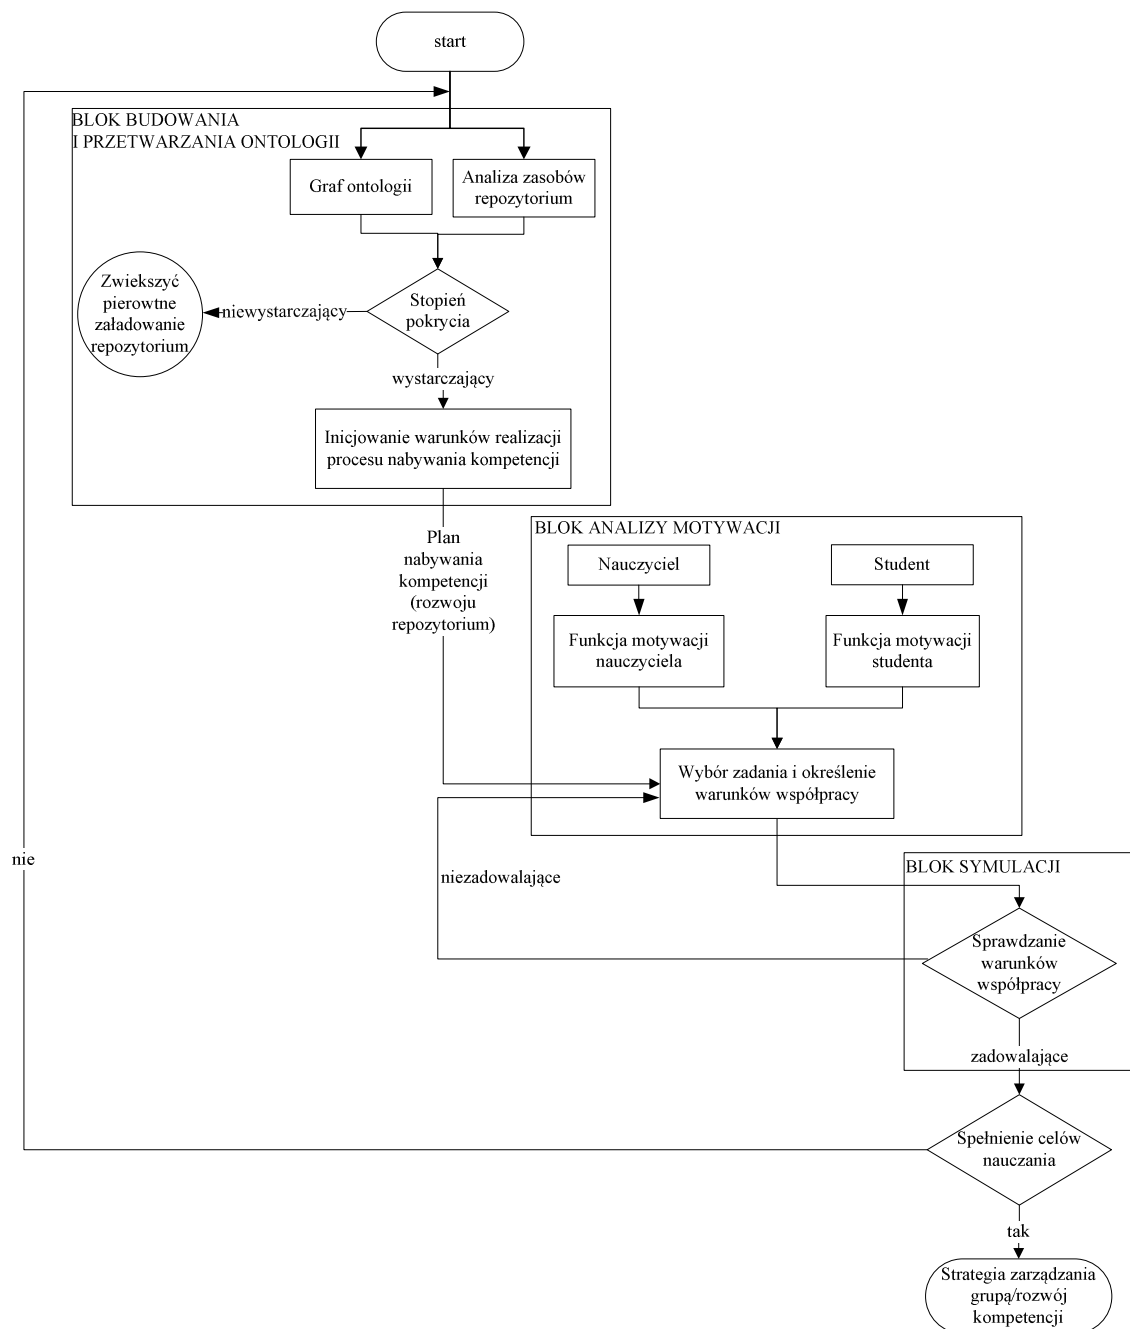 start
BLOK BUDOWANIA
I PRZETWARZANIA ONTOLOGII
Graf ontologii
Analiza zasobów
repozytorium
Zwiekszyć
pierowtne
załadowanie
repozytorium
niewystarczający
Stopień
pokrycia
wystarczający
Inicjowanie warunków realizacji
procesu nabywania kompetencji
Plan
nabywania
kompetencji
(rozwoju
repozytorium)
BLOK ANALIZY MOTYWACJI
Nauczyciel
Student
Funkcja motywacji
nauczyciela
Funkcja motywacji
studenta
Wybór zadania i określenie
warunków współpracy
nie
niezadowalające
BLOK SYMULACJI
Sprawdzanie
warunków
współpracy
zadowalające
Spełnienie celów
nauczania
tak
Strategia zarządzania
grupą/rozwój
kompetencji